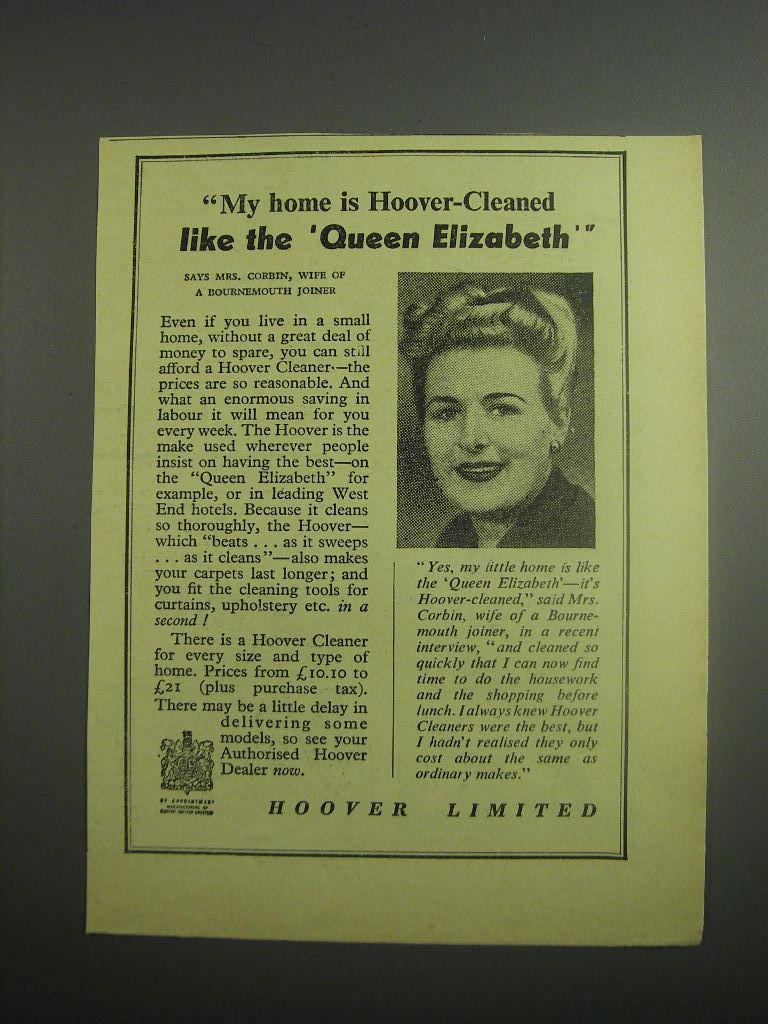 “My home is Hoover-Cleaned
like the 'Queen Elizabeth'”
SAYS MRS. CORBIN, WIFE OF
A BOURNEMOUTH JOINER
Even if you live in a small
home, without a great deal of
money to spare, you can still
afford a Hoover Cleaner—the
prices are so reasonable. And
what an enormous saving in
labour it will mean for you
every week. The Hoover is the
make used wherever people
insist on having the best—on
the “Queen Elizabeth” for
example, or in leading West
End hotels. Because it cleans
so thoroughly, the Hoover—
which “beats . . . as it sweeps
. . . as it cleans”—also makes
your carpets last longer; and
you fit the cleaning tools for
curtains, upholstery etc. in a
second !
There is a Hoover Cleaner
for every size and type of
home. Prices from £10.10 to
£21 (plus purchase tax).
There may be a little delay in
delivering some
models, so see your
Authorised Hoover
Dealer now.
BY APPOINTMENT
MANUFACTURERS OF
“Yes, my little home is like
the 'Queen Elizabeth'—it's
Hoover-cleaned,” said Mrs.
Corbin, wife of a Bourne-
mouth joiner, in a recent
interview, “and cleaned so
quickly that I can now find
time to do the housework
and the shopping before
lunch. I always knew Hoover
Cleaners were the best, but
I hadn't realised they only
cost about the same as
ordinary makes.”
HOOVER LIMITED